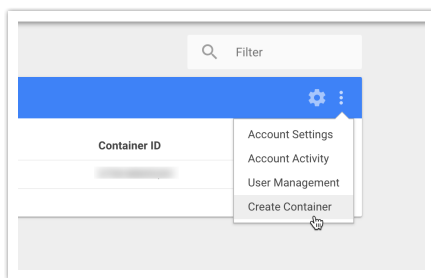 Filter
Container ID
Account Settings
Account Activity
User Management
Create Container